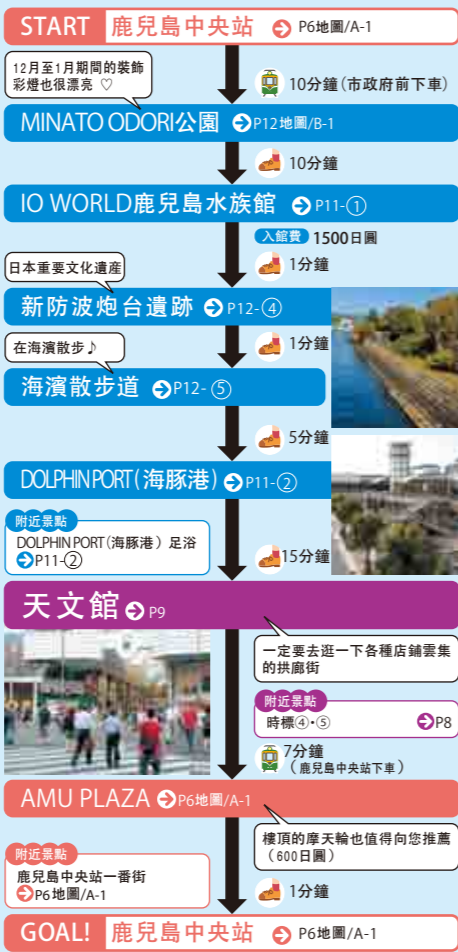 START 鹿兒島中央站 P6地圖/A-1
12月至1月期間的裝飾
彩燈也很漂亮 ♡
10分鐘(市政府前下車)
MINATO ODORI公園 P12地圖/B-1
10分鐘
IO WORLD鹿兒島水族館 P11-①
入館費 1500日圓
1分鐘
日本重要文化遺產
新防波炮台遺跡 P12-④
1分鐘
在海濱散步♪
海濱散步道 P12-⑤
5分鐘
DOLPHIN PORT(海豚港) P11-②
附近景點
DOLPHIN PORT(海豚港) 足浴
P11-②
15分鐘
天文館 P9
一定要去逛一下各種店鋪雲集
的拱廊街
附近景點
時標④・⑤ P8
7分鐘
(鹿兒島中央站下車)
AMU PLAZA P6地圖/A-1
樓頂的摩天輪也值得向您推薦
(600日圓)
附近景點
鹿兒島中央站一番街
P6地圖/A-1
1分鐘
GOAL! 鹿兒島中央站 P6地圖/A-1